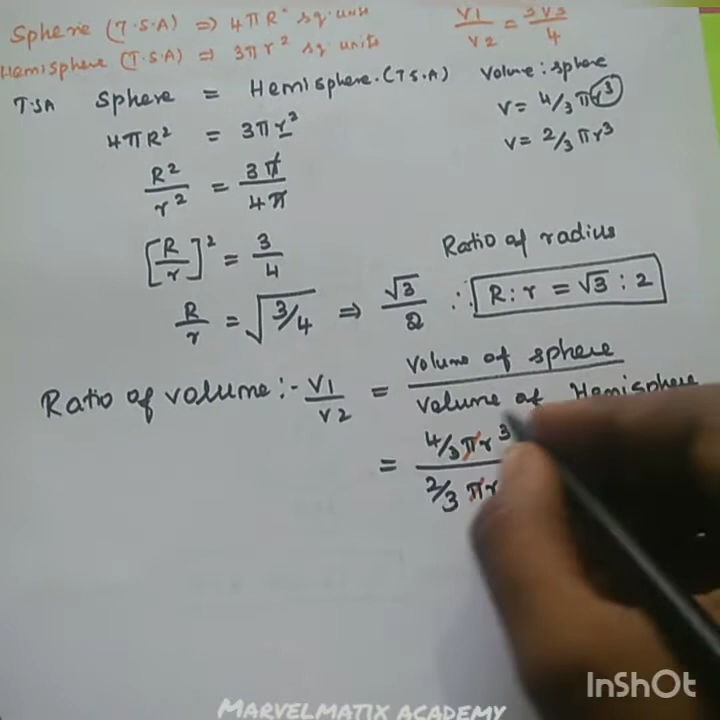 Sphere (T.S.A) ⇒ 4πR² sq. units
Hemisphere (T.S.A) ⇒ 3πr² sq units
V1/V2 = 3√3/4
T.SA Sphere = Hemisphere.(T.S.A)
4πR² = 3πr²
R²/r² = 3π/4π
[R/r]² = 3/4
R/r = √3/4 ⇒ √3/2
Volume: sphere
V= 4/3 πr³
V= 2/3 πr³
Ratio of radius
∴ R : r = √3 : 2
Ratio of volume:- V1/V2 = Volume of sphere / Volume of Hemisphere
= 4/3 πr³ / 2/3 πr
InShOt
MARVELMATIX ACADEMY